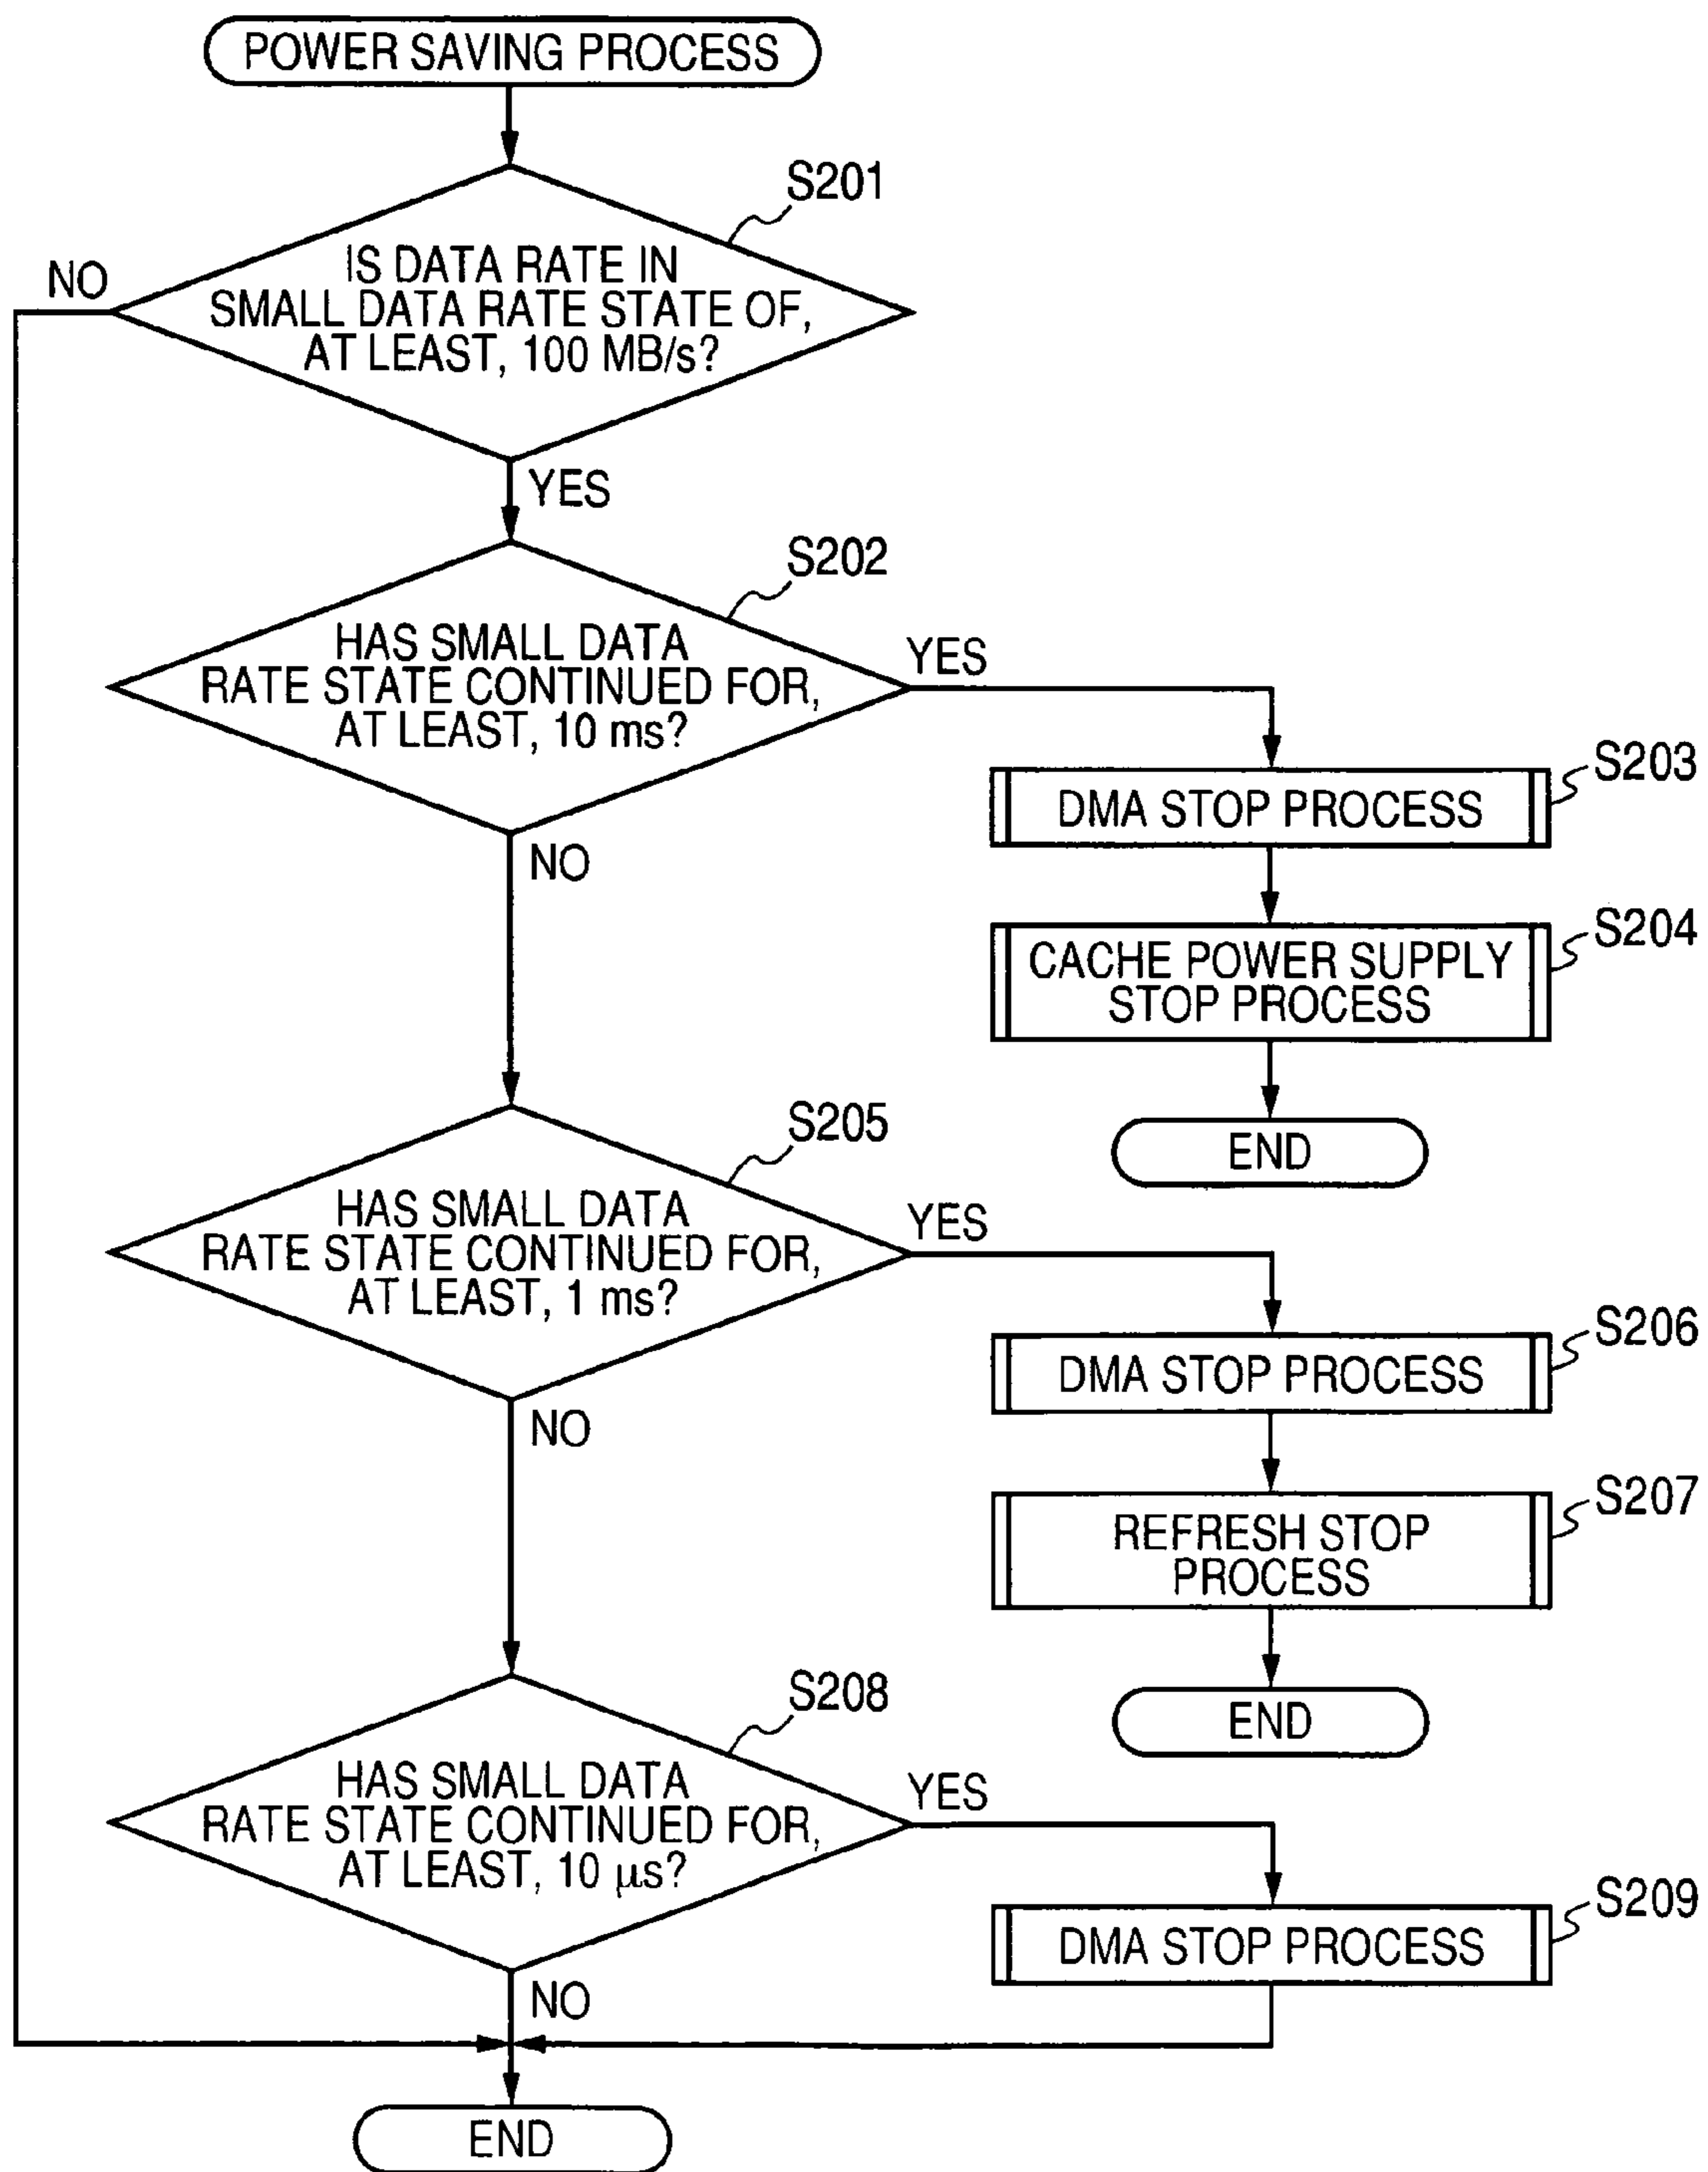 POWER SAVING PROCESS
S201
IS DATA RATE IN
SMALL DATA RATE STATE OF,
AT LEAST, 100 MB/s?
NO
YES
S202
HAS SMALL DATA
RATE STATE CONTINUED FOR,
AT LEAST, 10 ms?
YES
NO
S203
DMA STOP PROCESS
S204
CACHE POWER SUPPLY
STOP PROCESS
END
S205
HAS SMALL DATA
RATE STATE CONTINUED FOR,
AT LEAST, 1 ms?
YES
NO
S206
DMA STOP PROCESS
S207
REFRESH STOP
PROCESS
END
S208
HAS SMALL DATA
RATE STATE CONTINUED FOR,
AT LEAST, 10 μs?
YES
NO
S209
DMA STOP PROCESS
END